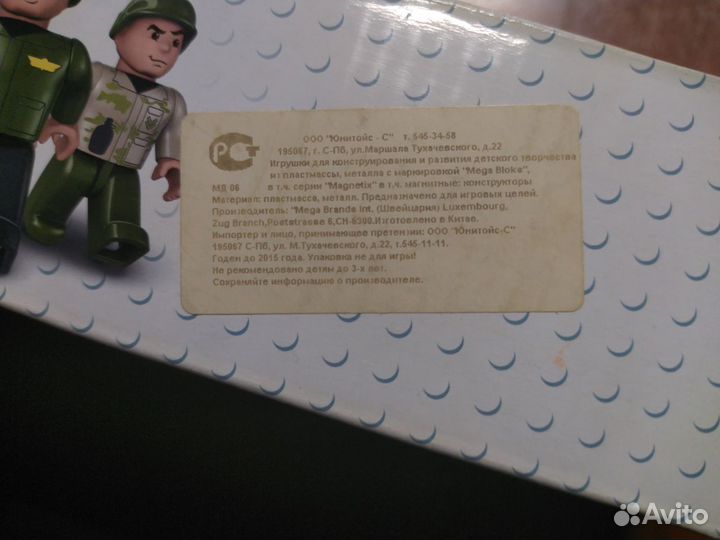 ООО "Юнитойс - С" т. 545-34-58
195067, г. С-Пб, ул.Маршала Тухачевского, д.22
Игрушки для конструирования и развития детского творчества
из пластмассы, металла с маркировкой "Mega Bloks",
МД 06 в т.ч. серии "Magnetix" в т.ч. магнитные: конструкторы
Материал: пластмасса, металл. Предназначено для игровых целей.
Производитель: "Mega Brands Int. (Швейцария) Luxembourg,
Zug Branch,Poststrasse 6,CH-6300.Изготовлено в Китае.
Импортер и лицо, принимающее претензии: ООО "Юнитойс-С"
195067 С-Пб, ул. М.Тухачевского, д.22, т.545-11-11.
Годен до 2015 года. Упаковка не для игры!
Не рекомендовано детям до 3-х лет.
Сохраняйте информацию о производителе.
Avito